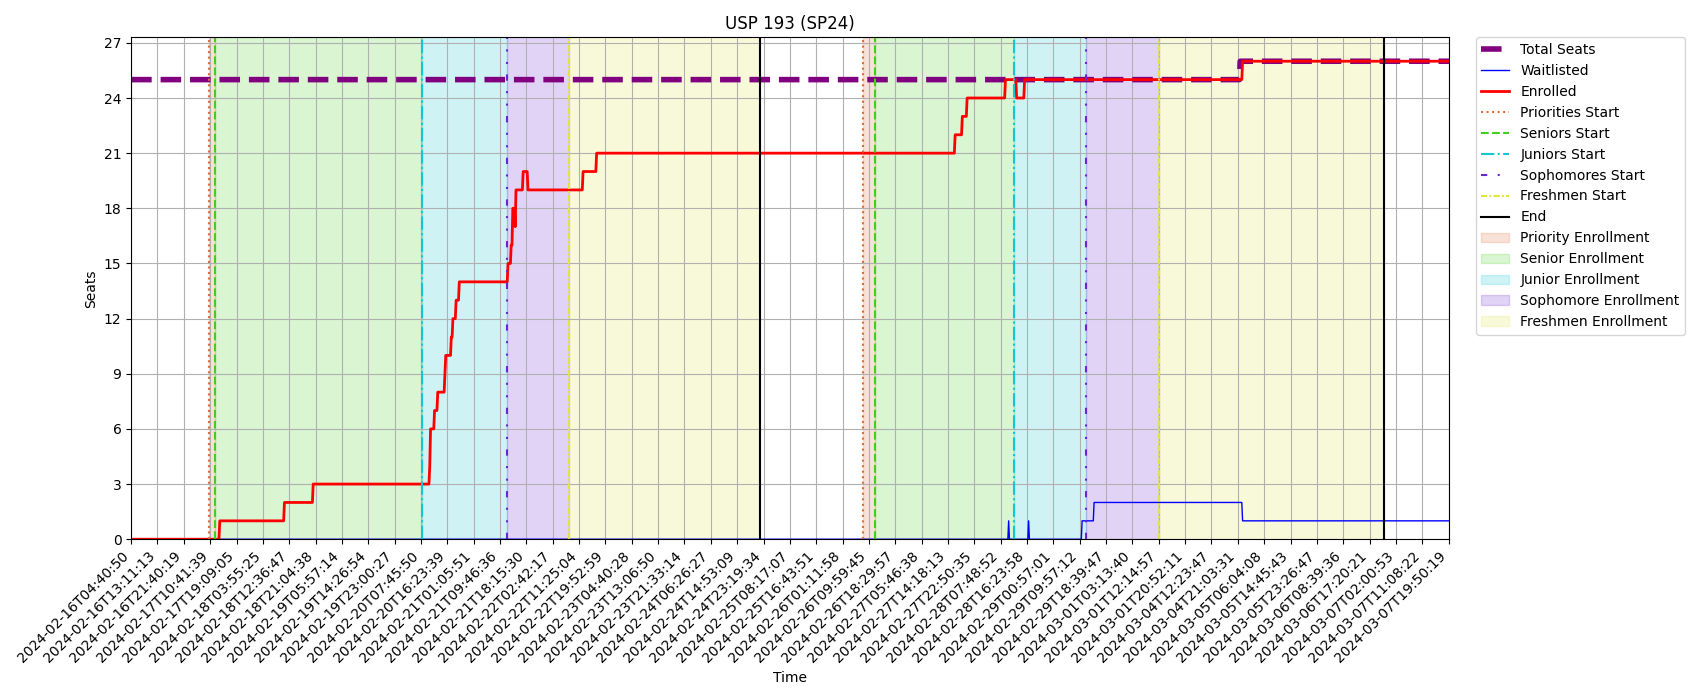 USP 193 (SP24)
27
24
21
18
15
12
9
6
3
0
Seats
2024-02-16T04:40:50
2024-02-16T13:11:13
2024-02-16T21:40:19
2024-02-17T10:41:39
2024-02-17T19:09:05
2024-02-18T03:55:25
2024-02-18T12:36:47
2024-02-18T21:04:38
2024-02-19T05:57:14
2024-02-19T14:26:54
2024-02-19T23:00:27
2024-02-20T07:45:50
2024-02-20T16:23:39
2024-02-21T01:05:51
2024-02-21T09:46:36
2024-02-21T18:15:30
2024-02-22T02:42:17
2024-02-22T11:25:04
2024-02-22T19:52:59
2024-02-23T04:40:28
2024-02-23T13:06:50
2024-02-23T21:33:14
2024-02-24T06:26:27
2024-02-24T14:53:09
2024-02-24T23:19:34
2024-02-25T08:17:07
2024-02-25T16:43:51
2024-02-26T01:11:58
2024-02-26T09:59:45
2024-02-26T18:29:57
2024-02-27T05:46:38
2024-02-27T14:18:13
2024-02-27T22:50:35
2024-02-28T07:48:52
2024-02-28T16:23:58
2024-02-29T00:57:01
2024-02-29T09:57:12
2024-02-29T18:39:47
2024-03-01T03:13:40
2024-03-01T12:14:57
2024-03-01T20:52:11
2024-03-04T12:23:47
2024-03-04T21:03:31
2024-03-05T06:04:08
2024-03-05T14:45:43
2024-03-05T23:26:47
2024-03-06T08:39:36
2024-03-06T17:20:21
2024-03-07T02:00:53
2024-03-07T11:08:22
2024-03-07T19:50:19
Time
Total Seats
Waitlisted
Enrolled
Priorities Start
Seniors Start
Juniors Start
Sophomores Start
Freshmen Start
End
Priority Enrollment
Senior Enrollment
Junior Enrollment
Sophomore Enrollment
Freshmen Enrollment